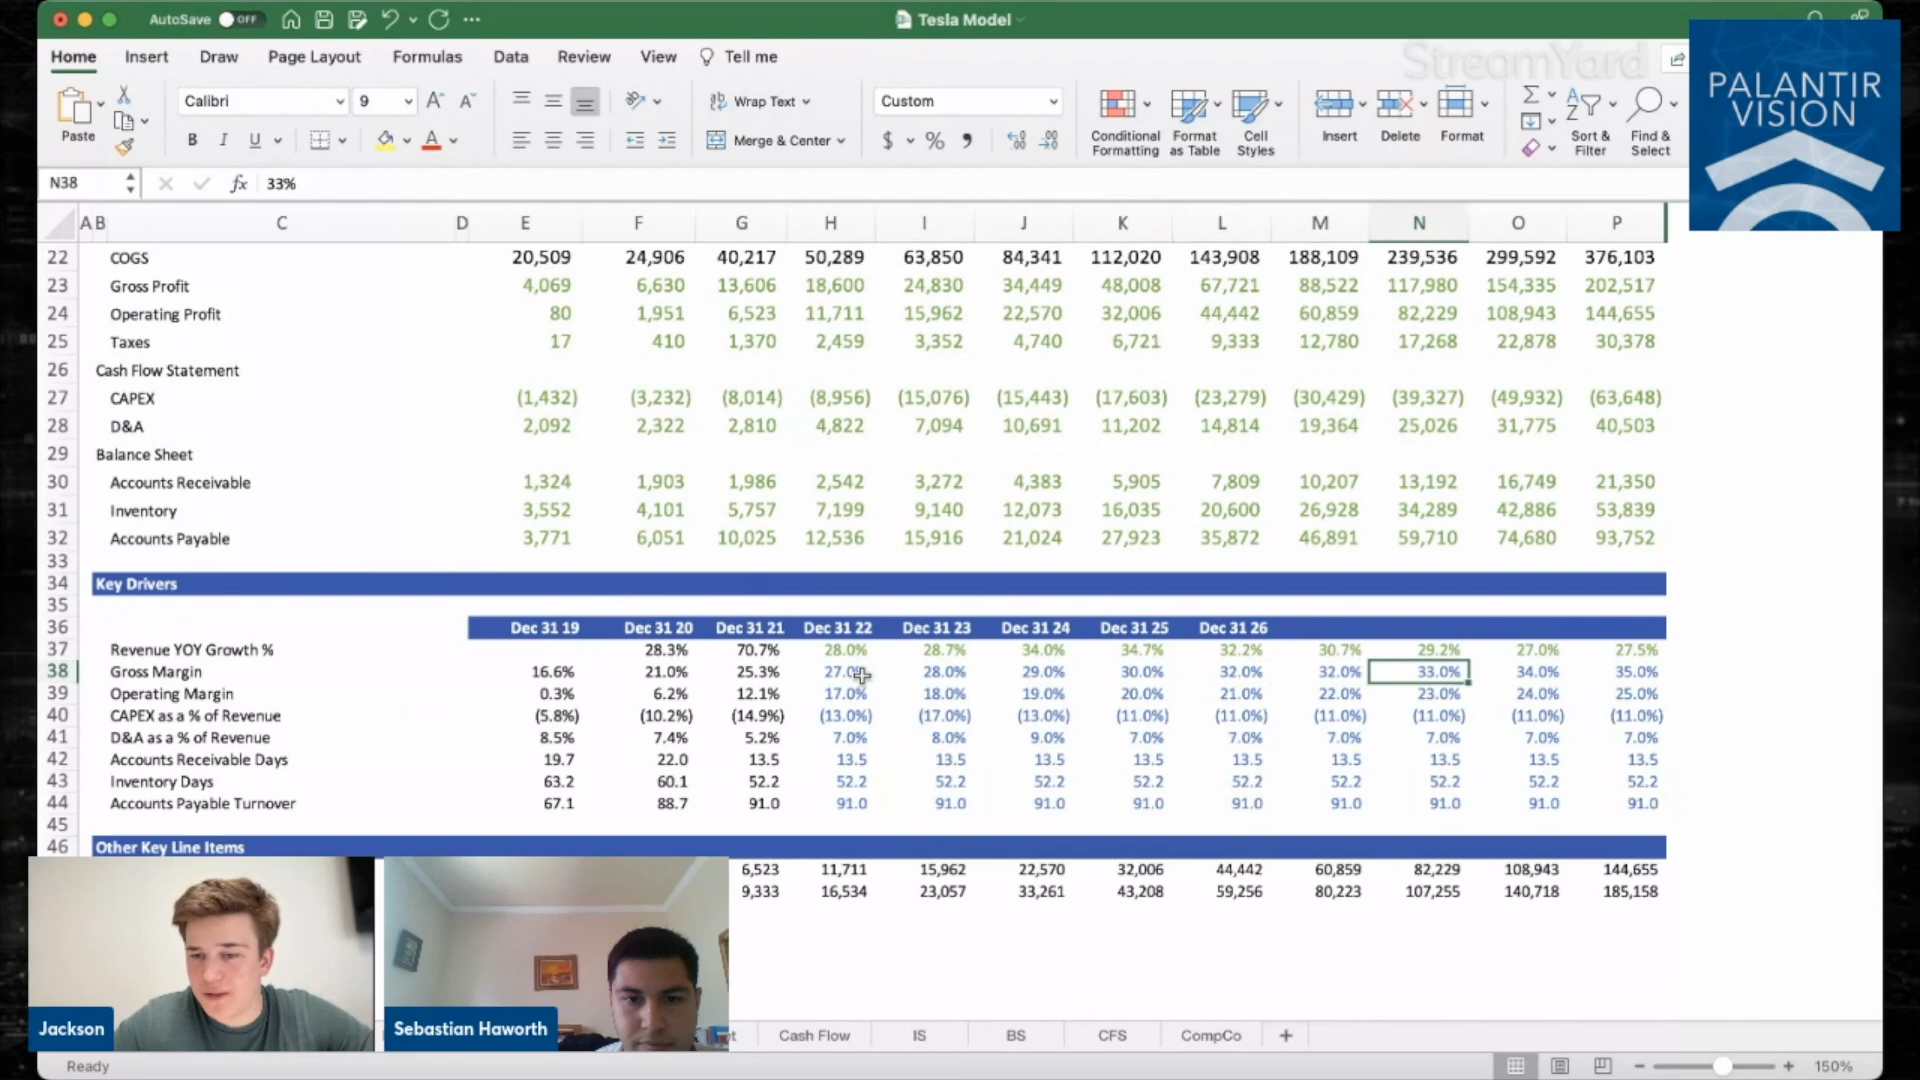 AutoSave OFF ... Tesla Model
Home Insert Draw Page Layout Formulas Data Review View Tell me
StreamYard
PALANTIR
VISION
Paste Calibri 9 A^ A˅ B I U A
Wrap Text
Merge & Center
Custom
$ % ,
Conditional Formatting
Format as Table
Cell Styles
Insert Delete Format
Sort & Filter
Find & Select
N38 fx 33%
A B C D E F G H I J K L M N O P
22 COGS 20,509 24,906 40,217 50,289 63,850 84,341 112,020 143,908 188,109 239,536 299,592 376,103
23 Gross Profit 4,069 6,630 13,606 18,600 24,830 34,449 48,008 67,721 88,522 117,980 154,335 202,517
24 Operating Profit 80 1,951 6,523 11,711 15,962 22,570 32,006 44,442 60,859 82,229 108,943 144,655
25 Taxes 17 410 1,370 2,459 3,352 4,740 6,721 9,333 12,780 17,268 22,878 30,378
26 Cash Flow Statement
27 CAPEX (1,432) (3,232) (8,014) (8,956) (15,076) (15,443) (17,603) (23,279) (30,429) (39,327) (49,932) (63,648)
28 D&A 2,092 2,322 2,810 4,822 7,094 10,691 11,202 14,814 19,364 25,026 31,775 40,503
29 Balance Sheet
30 Accounts Receivable 1,324 1,903 1,986 2,542 3,272 4,383 5,905 7,809 10,207 13,192 16,749 21,350
31 Inventory 3,552 4,101 5,757 7,199 9,140 12,073 16,035 20,600 26,928 34,289 42,886 53,839
32 Accounts Payable 3,771 6,051 10,025 12,536 15,916 21,024 27,923 35,872 46,891 59,710 74,680 93,752
33
34 Key Drivers
35
36 Dec 31 19 Dec 31 20 Dec 31 21 Dec 31 22 Dec 31 23 Dec 31 24 Dec 31 25 Dec 31 26
37 Revenue YOY Growth % 28.3% 70.7% 28.0% 28.7% 34.0% 34.7% 32.2% 30.7% 29.2% 27.0% 27.5%
38 Gross Margin 16.6% 21.0% 25.3% 27.0% 28.0% 29.0% 30.0% 32.0% 32.0% 33.0% 34.0% 35.0%
39 Operating Margin 0.3% 6.2% 12.1% 17.0% 18.0% 19.0% 20.0% 21.0% 22.0% 23.0% 24.0% 25.0%
40 CAPEX as a % of Revenue (5.8%) (10.2%) (14.9%) (13.0%) (17.0%) (13.0%) (11.0%) (11.0%) (11.0%) (11.0%) (11.0%) (11.0%)
41 D&A as a % of Revenue 8.5% 7.4% 5.2% 7.0% 8.0% 9.0% 7.0% 7.0% 7.0% 7.0% 7.0% 7.0%
42 Accounts Receivable Days 19.7 22.0 13.5 13.5 13.5 13.5 13.5 13.5 13.5 13.5 13.5 13.5
43 Inventory Days 63.2 60.1 52.2 52.2 52.2 52.2 52.2 52.2 52.2 52.2 52.2 52.2
44 Accounts Payable Turnover 67.1 88.7 91.0 91.0 91.0 91.0 91.0 91.0 91.0 91.0 91.0 91.0
45
46 Other Key Line Items
6,523 11,711 15,962 22,570 32,006 44,442 60,859 82,229 108,943 144,655
9,333 16,534 23,057 33,261 43,208 59,256 80,223 107,255 140,718 185,158
Jackson
Sebastian Haworth
Cash Flow IS BS CFS CompCo +
Ready
150%